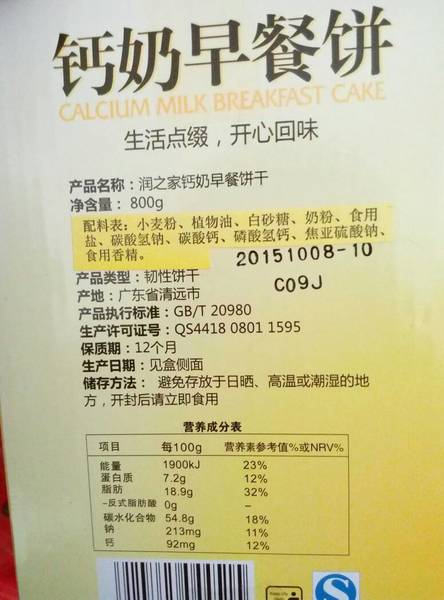 钙奶早餐饼
CALCIUM MILK BREAKFAST CAKE
生活点缀，开心回味
产品名称：润之家钙奶早餐饼干
净含量： 800g
配料表：小麦粉、植物油、白砂糖、奶粉、食用
盐、碳酸氢钠、碳酸钙、磷酸氢钙、焦亚硫酸钠、
食用香精。
20151008-10
C09J
产品类型：韧性饼干
产地：广东省清远市
产品执行标准：GB/T 20980
生产许可证号：QS4418 0801 1595
保质期：12个月
生产日期：见盒侧面
储存方法： 避免存放于日晒、高温或潮湿的地
方，开封后请立即食用
营养成分表
项目 每100g 营养素参考值%或NRV%
能量 1900kJ 23%
蛋白质 7.2g 12%
脂肪 18.9g 32%
-反式脂肪酸 0g –
碳水化合物 54.8g 18%
钠 213mg 11%
钙 92mg 12%